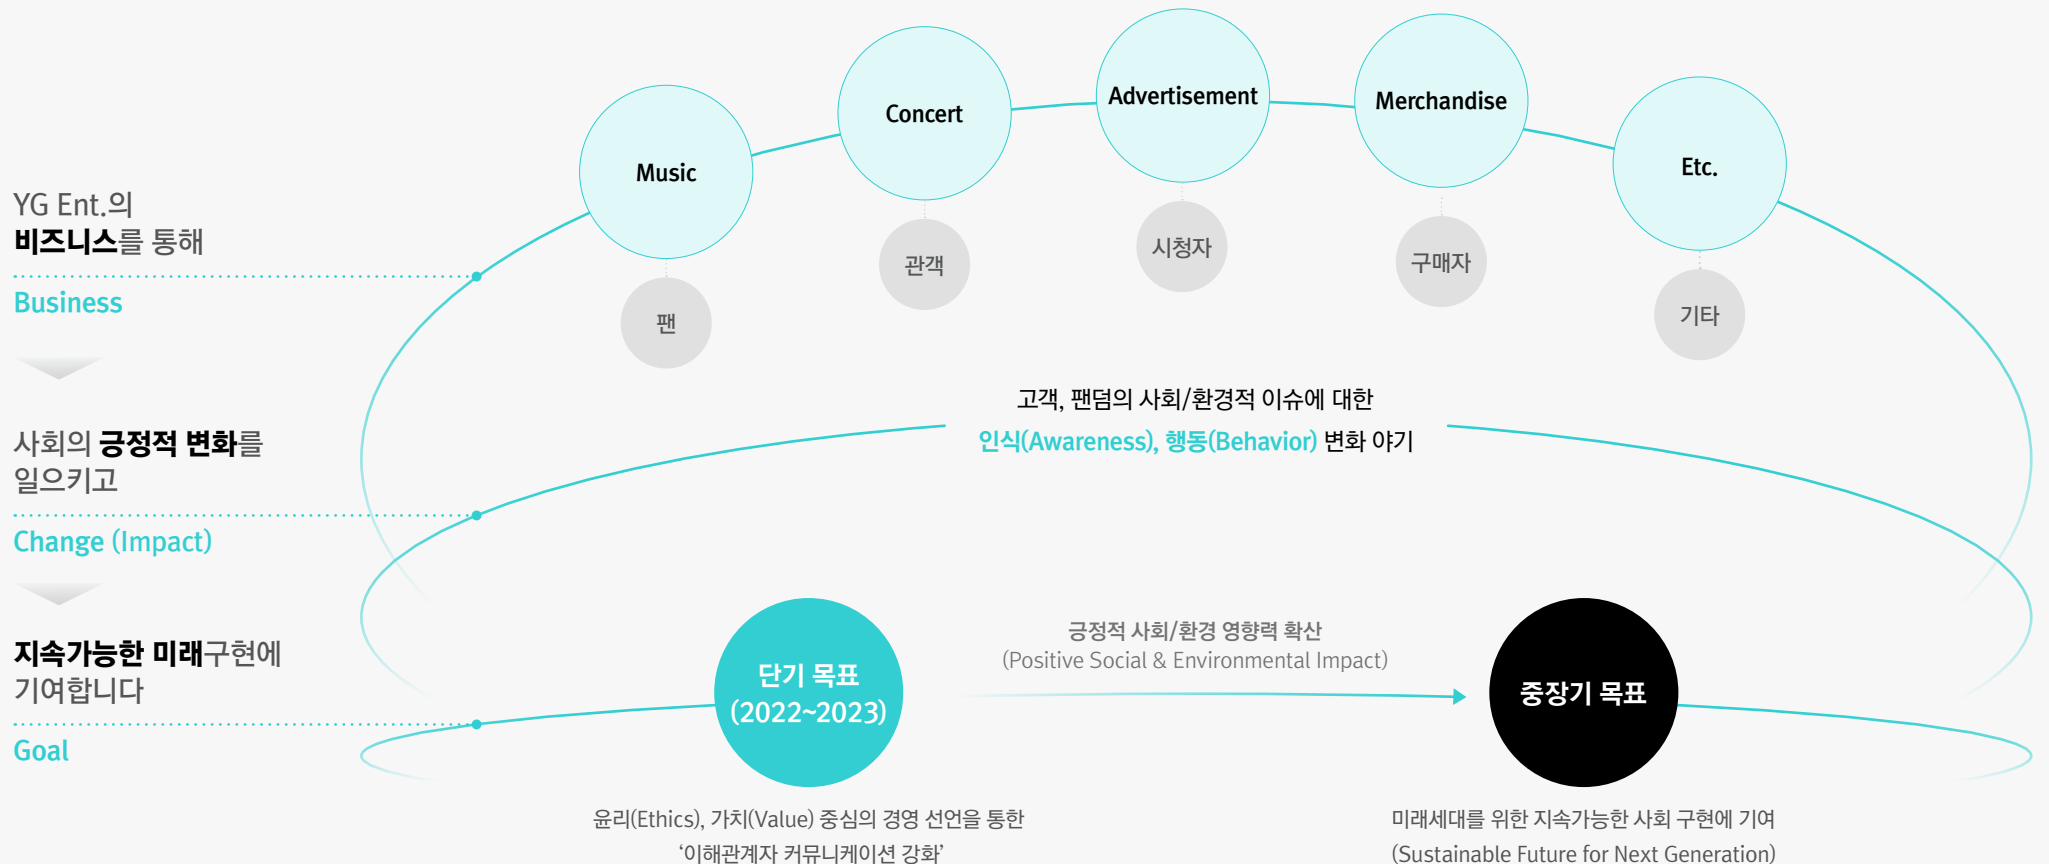 YG Ent.의
비즈니스를 통해
Business
Music
Concert
Advertisement
Merchandise
Etc.
팬
관객
시청자
구매자
기타
사회의 긍정적 변화를
일으키고
Change (Impact)
고객, 팬덤의 사회/환경적 이슈에 대한
인식(Awareness), 행동(Behavior) 변화 야기
지속가능한 미래구현에
기여합니다
Goal
단기 목표
(2022~2023)
긍정적 사회/환경 영향력 확산
(Positive Social & Environmental Impact)
중장기 목표
윤리(Ethics), 가치(Value) 중심의 경영 선언을 통한
‘이해관계자 커뮤니케이션 강화’
미래세대를 위한 지속가능한 사회 구현에 기여
(Sustainable Future for Next Generation)